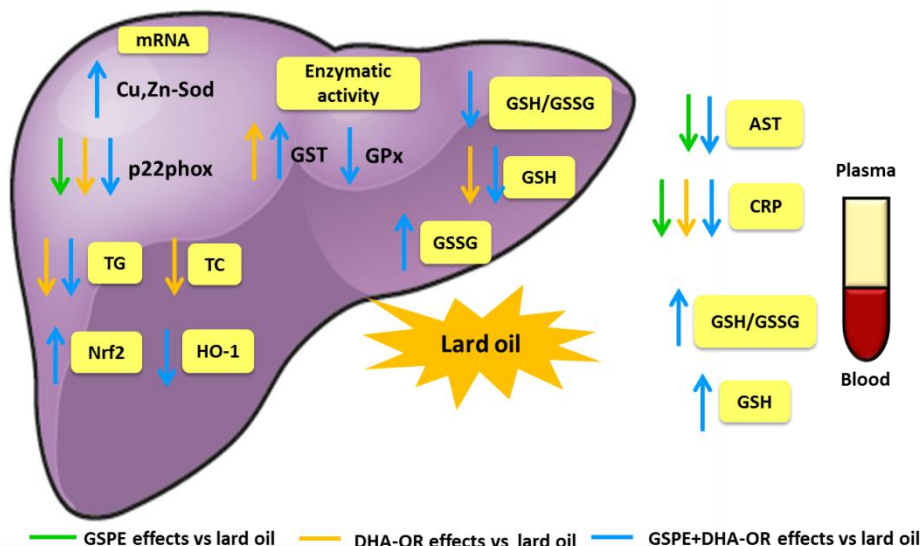 mRNA
Cu,Zn-Sod
p22phox
Enzymatic
activity
GST
GPx
GSH/GSSG
GSH
GSSG
TG
TC
Nrf2
HO-1
Lard oil
AST
CRP
GSH/GSSG
GSH
Plasma
Blood
GSPE effects vs lard oil
DHA-OR effects vs lard oil
GSPE+DHA-OR effects vs lard oil